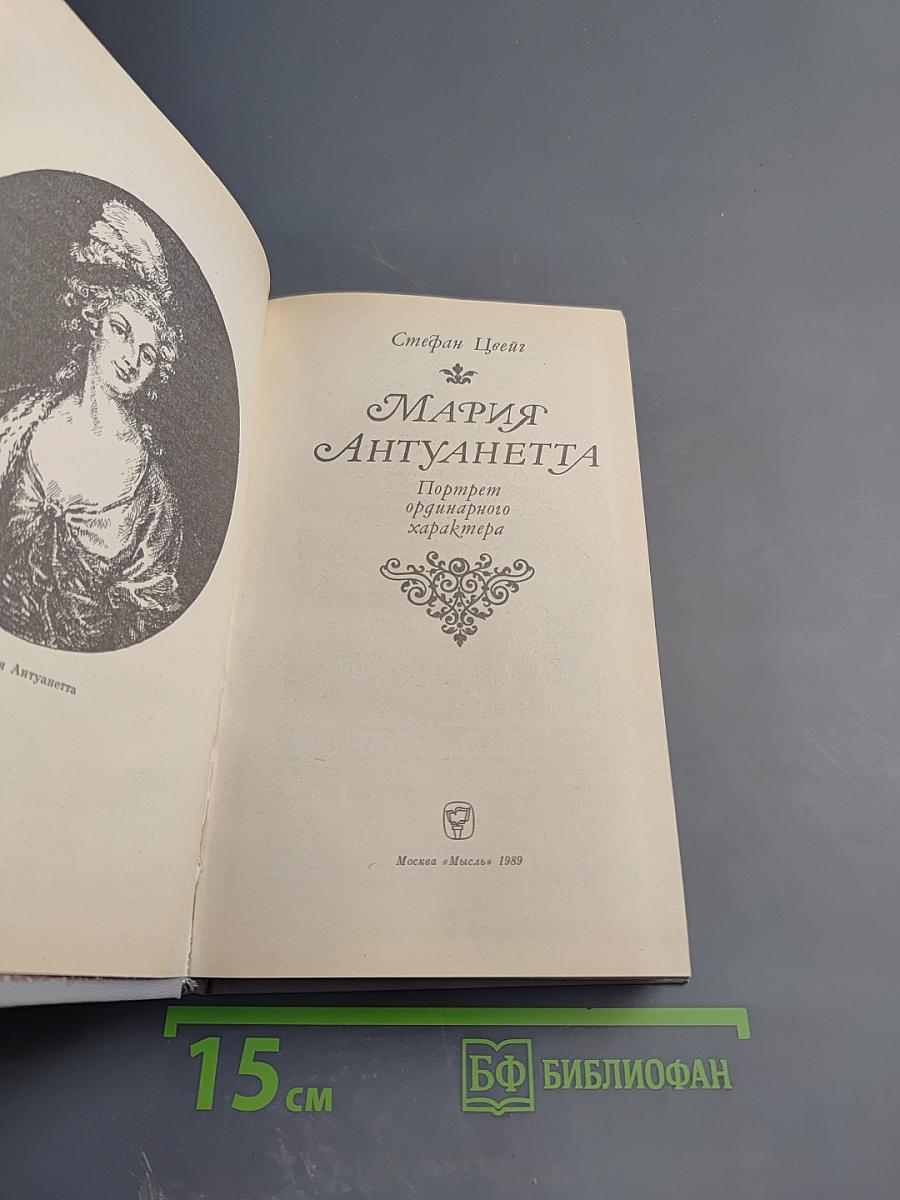 Стефан Цвейг
МАРИЯ
АНТУАНЕТТА
Портрет
ординарного
характера
Антуанетта
Москва «Мысль» 1989
15 см
БФ БИБЛИОФАН